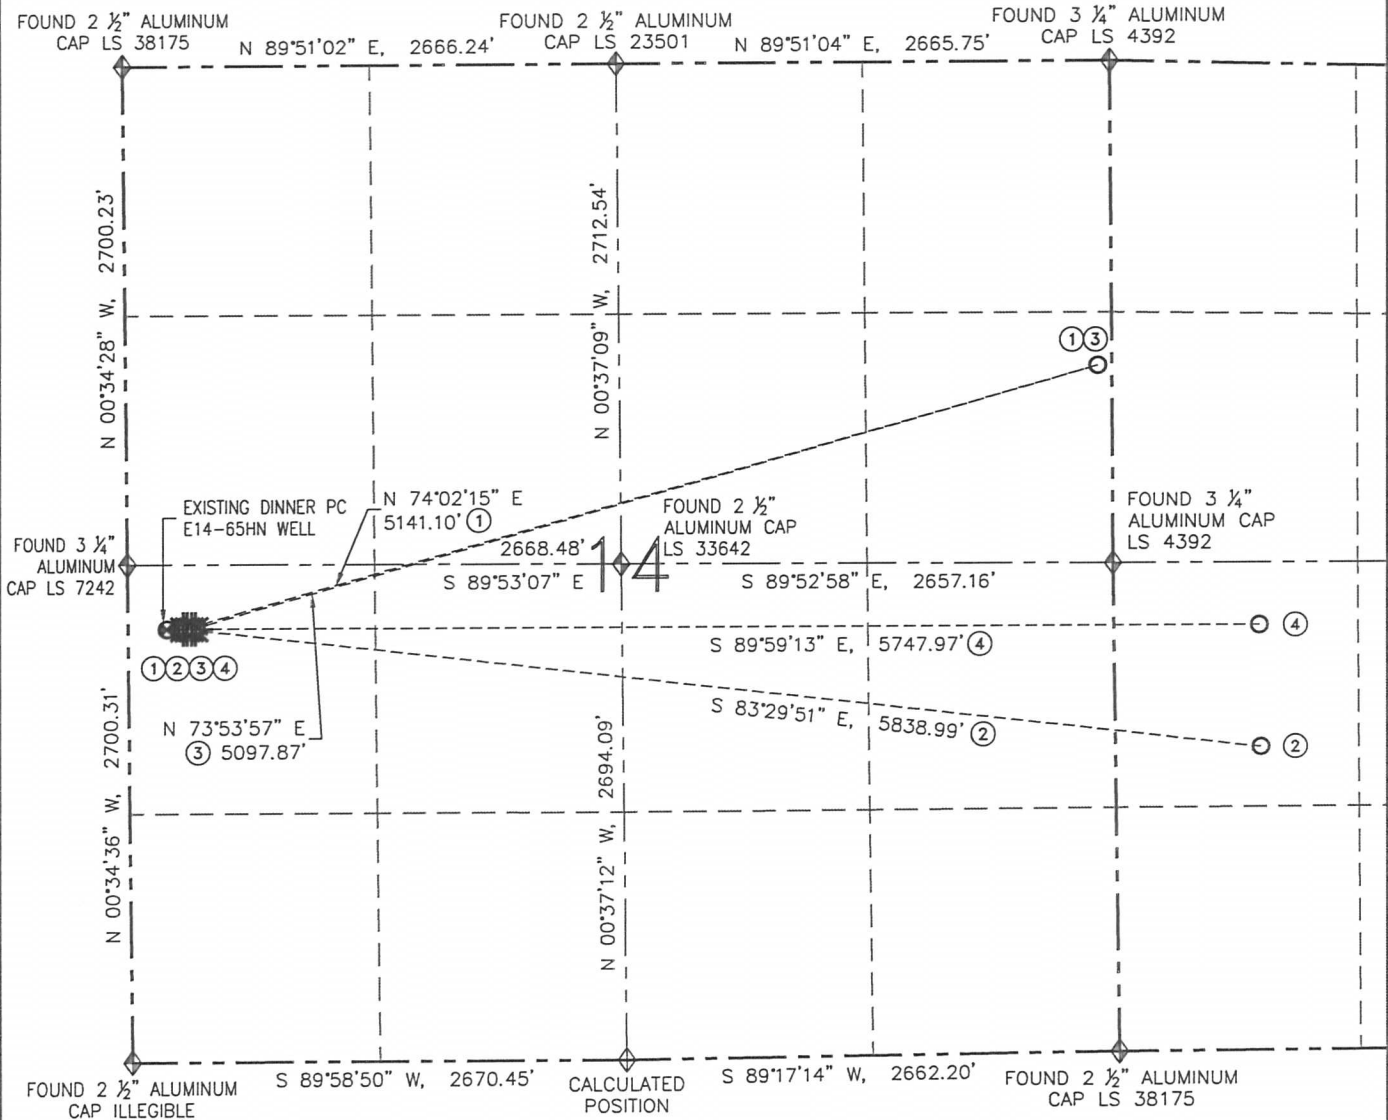 FOUND 2 ½" ALUMINUM
CAP LS 38175
N 89°51'02" E, 2666.24'
FOUND 2 ½" ALUMINUM
CAP LS 23501
N 89°51'04" E, 2665.75'
FOUND 3 ¼" ALUMINUM
CAP LS 4392
N 00°34'28" W, 2700.23'
N 00°37'09" W, 2712.54'
①③
EXISTING DINNER PC
E14-65HN WELL
N 74°02'15" E
5141.10' ①
FOUND 2 ½"
ALUMINUM CAP
LS 33642
FOUND 3 ¼"
ALUMINUM CAP
LS 4392
FOUND 3 ¼"
ALUMINUM
CAP LS 7242
2668.48'
S 89°53'07" E
14
S 89°52'58" E, 2657.16'
①②③④
S 89°59'13" E, 5747.97' ④
④
N 73°53'57" E
③ 5097.87'
S 83°29'51" E, 5838.99' ②
②
N 00°34'36" W, 2700.31'
N 00°37'12" W, 2694.09'
FOUND 2 ½" ALUMINUM
CAP ILLEGIBLE
S 89°58'50" W, 2670.45'
CALCULATED
POSITION
S 89°17'14" W, 2662.20'
FOUND 2 ½" ALUMINUM
CAP LS 38175